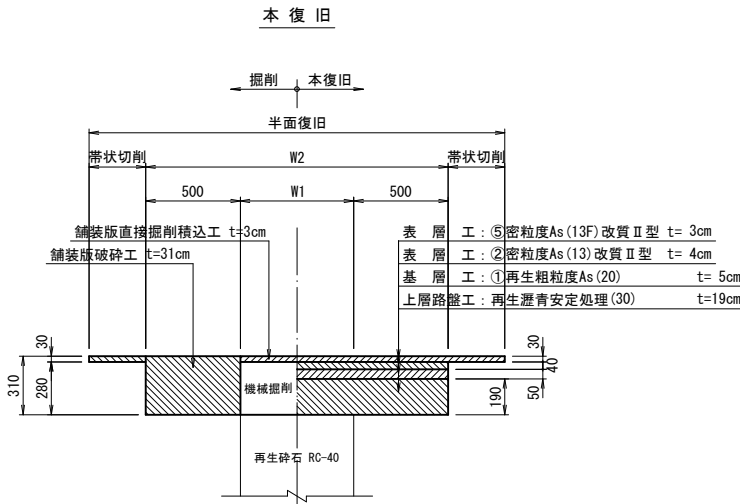 本復旧
掘削 本復旧
半面復旧
帯状切削 W2 帯状切削
500 W1 500
舗装版直接掘削積込工 t=3cm
舗装版破砕工 t=31cm
表 層 工：⑤密粒度As(13F)改質Ⅱ型 t= 3cm
表 層 工：②密粒度As(13)改質Ⅱ型 t= 4cm
基 層 工：①再生粗粒度As(20) t= 5cm
上層路盤工：再生瀝青安定処理(30) t=19cm
30
310
280
機械掘削
30
40
50
190
再生砕石 RC-40